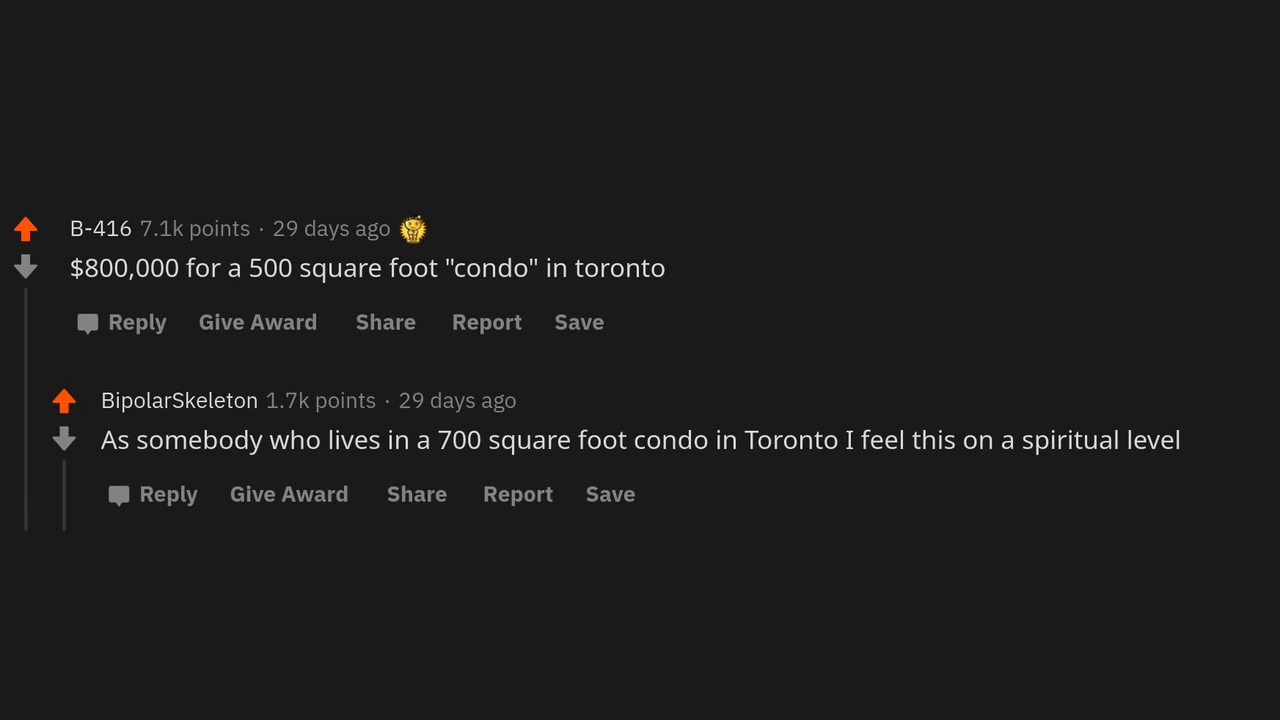 B-416 7.1k points · 29 days ago
$800,000 for a 500 square foot "condo" in toronto
Reply Give Award Share Report Save
BipolarSkeleton 1.7k points · 29 days ago
As somebody who lives in a 700 square foot condo in Toronto I feel this on a spiritual level
Reply Give Award Share Report Save